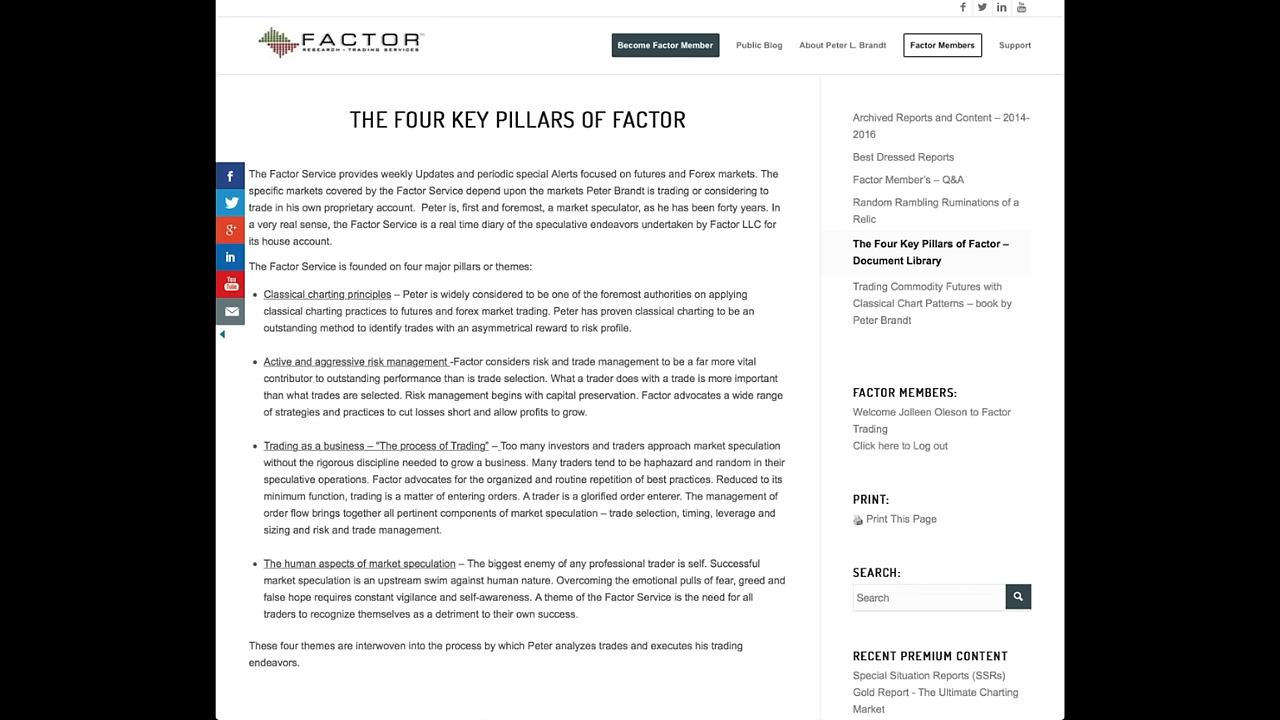 FACTOR
RESEARCH • TRADING SERVICES
Become Factor Member
Public Blog
About Peter L. Brandt
Factor Members
Support
THE FOUR KEY PILLARS OF FACTOR
The Factor Service provides weekly Updates and periodic special Alerts focused on futures and Forex markets. The
specific markets covered by the Factor Service depend upon the markets Peter Brandt is trading or considering to
trade in his own proprietary account.  Peter is, first and foremost, a market speculator, as he has been forty years. In
a very real sense, the Factor Service is a real time diary of the speculative endeavors undertaken by Factor LLC for
its house account.
The Factor Service is founded on four major pillars or themes:
• Classical charting principles – Peter is widely considered to be one of the foremost authorities on applying
classical charting practices to futures and forex market trading. Peter has proven classical charting to be an
outstanding method to identify trades with an asymmetrical reward to risk profile.
• Active and aggressive risk management -Factor considers risk and trade management to be a far more vital
contributor to outstanding performance than is trade selection. What a trader does with a trade is more important
than what trades are selected. Risk management begins with capital preservation. Factor advocates a wide range
of strategies and practices to cut losses short and allow profits to grow.
• Trading as a business – "The process of Trading" – Too many investors and traders approach market speculation
without the rigorous discipline needed to grow a business. Many traders tend to be haphazard and random in their
speculative operations. Factor advocates for the organized and routine repetition of best practices. Reduced to its
minimum function, trading is a matter of entering orders. A trader is a glorified order enterer. The management of
order flow brings together all pertinent components of market speculation – trade selection, timing, leverage and
sizing and risk and trade management.
• The human aspects of market speculation – The biggest enemy of any professional trader is self. Successful
market speculation is an upstream swim against human nature. Overcoming the emotional pulls of fear, greed and
false hope requires constant vigilance and self-awareness. A theme of the Factor Service is the need for all
traders to recognize themselves as a detriment to their own success.
These four themes are interwoven into the process by which Peter analyzes trades and executes his trading
endeavors.
Archived Reports and Content – 2014-
2016
Best Dressed Reports
Factor Member's – Q&A
Random Rambling Ruminations of a
Relic
The Four Key Pillars of Factor –
Document Library
Trading Commodity Futures with
Classical Chart Patterns – book by
Peter Brandt
FACTOR MEMBERS:
Welcome Jolleen Oleson to Factor
Trading
Click here to Log out
PRINT:
Print This Page
SEARCH:
Search
RECENT PREMIUM CONTENT
Special Situation Reports (SSRs)
Gold Report - The Ultimate Charting
Market